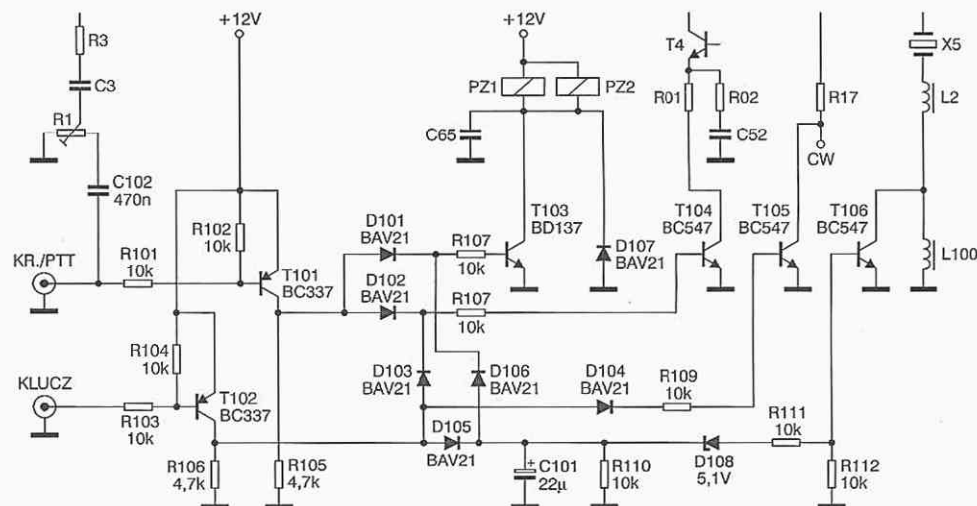 +12V
+12V
R3
C3
R1
C102
470n
R102
10k
KR./PTT
R101
10k
T101
BC337
R104
10k
KLUCZ
R103
10k
T102
BC337
R106
4,7k
R105
4,7k
D101
BAV21
D102
BAV21
R107
10k
R107
10k
D103
BAV21
D106
BAV21
D105
BAV21
D104
BAV21
R109
10k
C101
+
22µ
R110
10k
D108
5,1V
R111
10k
R112
10k
PZ1
PZ2
C65
T103
BD137
D107
BAV21
T4
R01
R02
C52
T104
BC547
T105
BC547
T106
BC547
R17
CW
X5
L2
L100